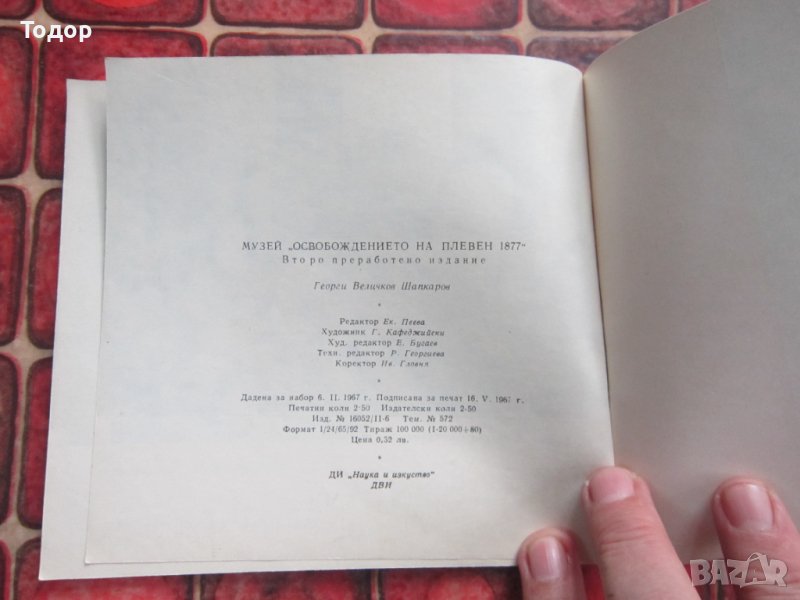 Тодор
МУЗЕЙ „ОСВОБОЖДЕНИЕТО НА ПЛЕВЕН 1877“
Второ преработено издание
Георги Величков Шапкаров
*
Редактор Ек. Пеева
Художник Г. Кафеджийски
Худ. редактор Е. Бугаев
Техн. редактор Р. Георгиева
Коректор Ив. Главня
*
Дадена за набор 6. II. 1967 г. Подписана за печат 16. V. 1967 г.
Печатни коли 2·50 Издателски коли 2·50
Изд. № 16052/II-6 Тем. № 572
Формат 1/24/65/92 Тираж 100 000 (1-20 000+80)
Цена 0,52 лв.
*
ДИ „Наука и изкуство“
ДВИ
BAZAR